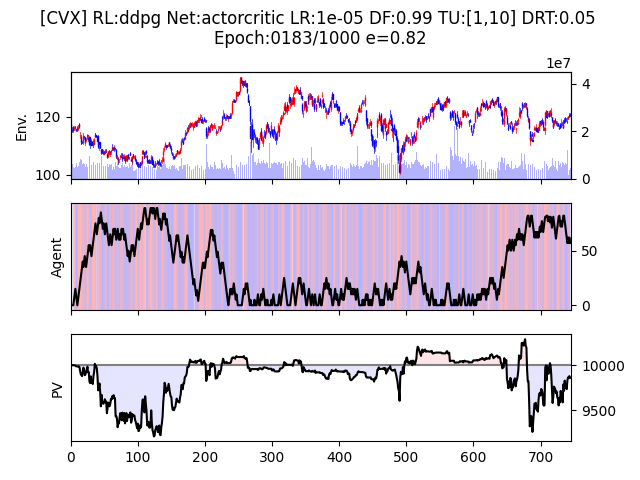 [CVX] RL:ddpg Net:actorcritic LR:1e-05 DF:0.99 TU:[1,10] DRT:0.05
Epoch:0183/1000 e=0.82
1e7
Env.
120
100
4
2
0
Agent
50
0
PV
10000
9500
0 100 200 300 400 500 600 700